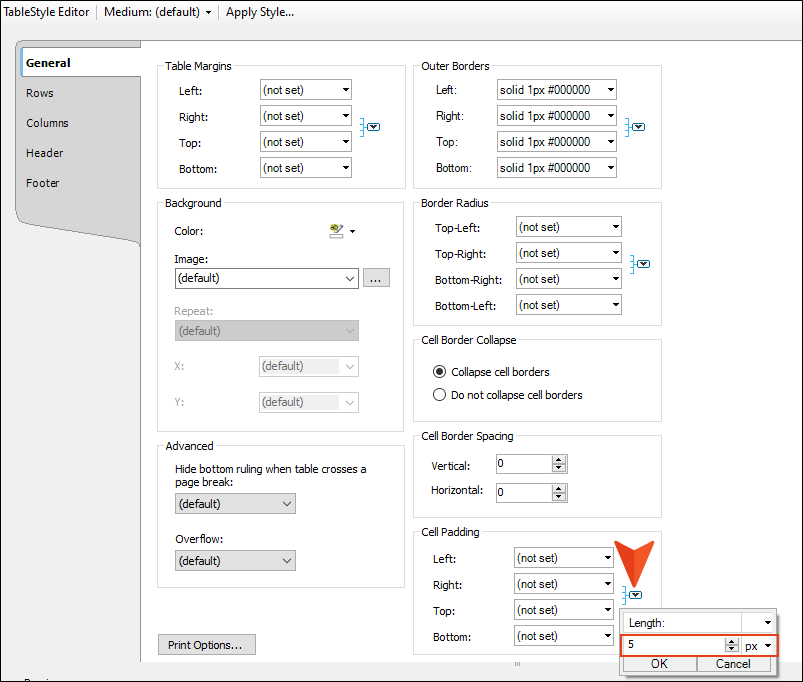 TableStyle Editor Medium: (default) Apply Style...
General
Rows
Columns
Header
Footer
Table Margins
Left: (not set)
Right: (not set)
Top: (not set)
Bottom: (not set)
Background
Color:
Image:
(default) ...
Repeat:
(default)
X: (default)
Y: (default)
Advanced
Hide bottom ruling when table crosses a
page break:
(default)
Overflow:
(default)
Print Options...
Outer Borders
Left: solid 1px #000000
Right: solid 1px #000000
Top: solid 1px #000000
Bottom: solid 1px #000000
Border Radius
Top-Left: (not set)
Top-Right: (not set)
Bottom-Right: (not set)
Bottom-Left: (not set)
Cell Border Collapse
Collapse cell borders
Do not collapse cell borders
Cell Border Spacing
Vertical: 0
Horizontal: 0
Cell Padding
Left: (not set)
Right: (not set)
Top: (not set)
Bottom: (not set)
Length:
5 px
OK Cancel